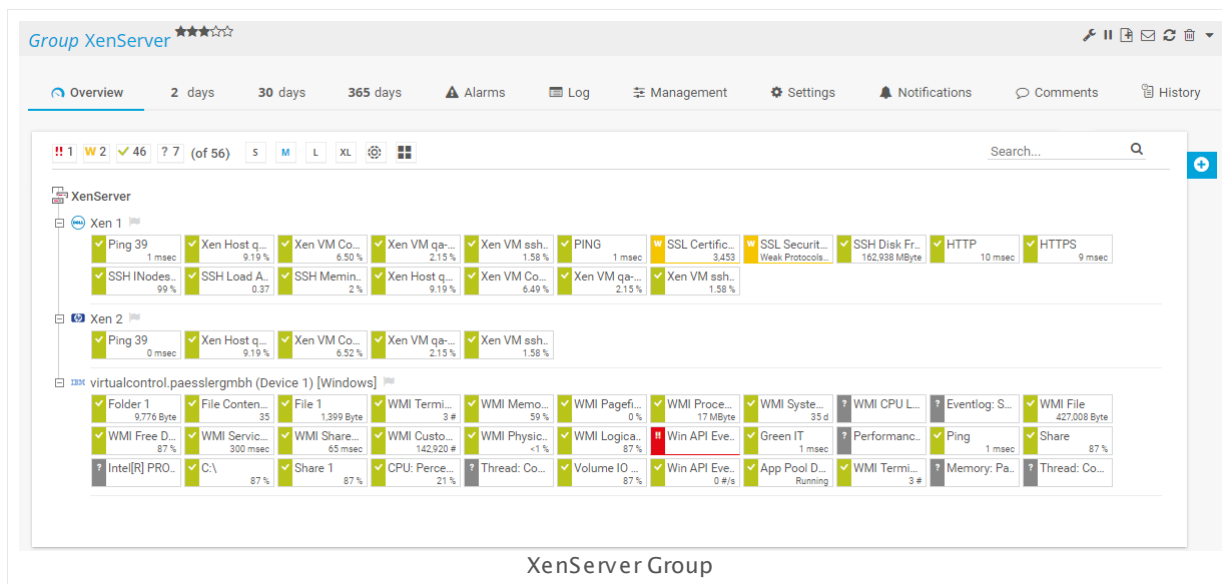 Group XenServer
Overview 2 days 30 days 365 days Alarms Log Management Settings Notifications Comments History
!! 1 W 2 46 ? 7 (of 56) S M L XL Search...
XenServer
DELL Xen 1
Ping 39 Xen Host q... Xen VM Co... Xen VM qa-... Xen VM ssh.. PING W SSL Certific... W SSL Securit... SSH Disk Fr.. HTTP HTTPS
1 msec 9.19 % 6.50 % 2.15 % 1.58 % 1 msec 3,453 Weak Protocols... 162,938 MByte 10 msec 9 msec
SSH INodes.. SSH Load A.. SSH Memin.. Xen Host q... Xen VM Co... Xen VM qa-... Xen VM ssh..
99 % 0.37 2 % 9.19 % 6.49 % 2.15 % 1.58 %
hp Xen 2
Ping 39 Xen Host q... Xen VM Co... Xen VM qa-... Xen VM ssh..
0 msec 9.19 % 6.52 % 2.15 % 1.58 %
IBM virtualcontrol.paesslergmbh (Device 1) [Windows]
Folder 1 File Conten... File 1 WMI Termi... WMI Memo... WMI Pagefi... WMI Proce... WMI Syste... ? WMI CPU L... ? Eventlog: S... WMI File
9,776 Byte 35 1,399 Byte 3 # 59 % 0 % 17 MByte 35 d 427,008 Byte
WMI Free D... WMI Servic... WMI Share... WMI Custo... WMI Physic.. WMI Logica.. !! Win API Eve.. Green IT ? Performanc.. Ping Share
87 % 300 msec 65 msec 142,920 # <1 % 87 % 1 msec 1 msec 87 %
? Intel[R] PRO.. C:\ Share 1 CPU: Perce... ? Thread: Co... Volume IO ... Win API Eve.. App Pool D... WMI Termi... ? Memory: Pa.. ? Thread: Co...
87 % 87 % 21 % 87 % 0 #/s Running 3 #
XenServer Group